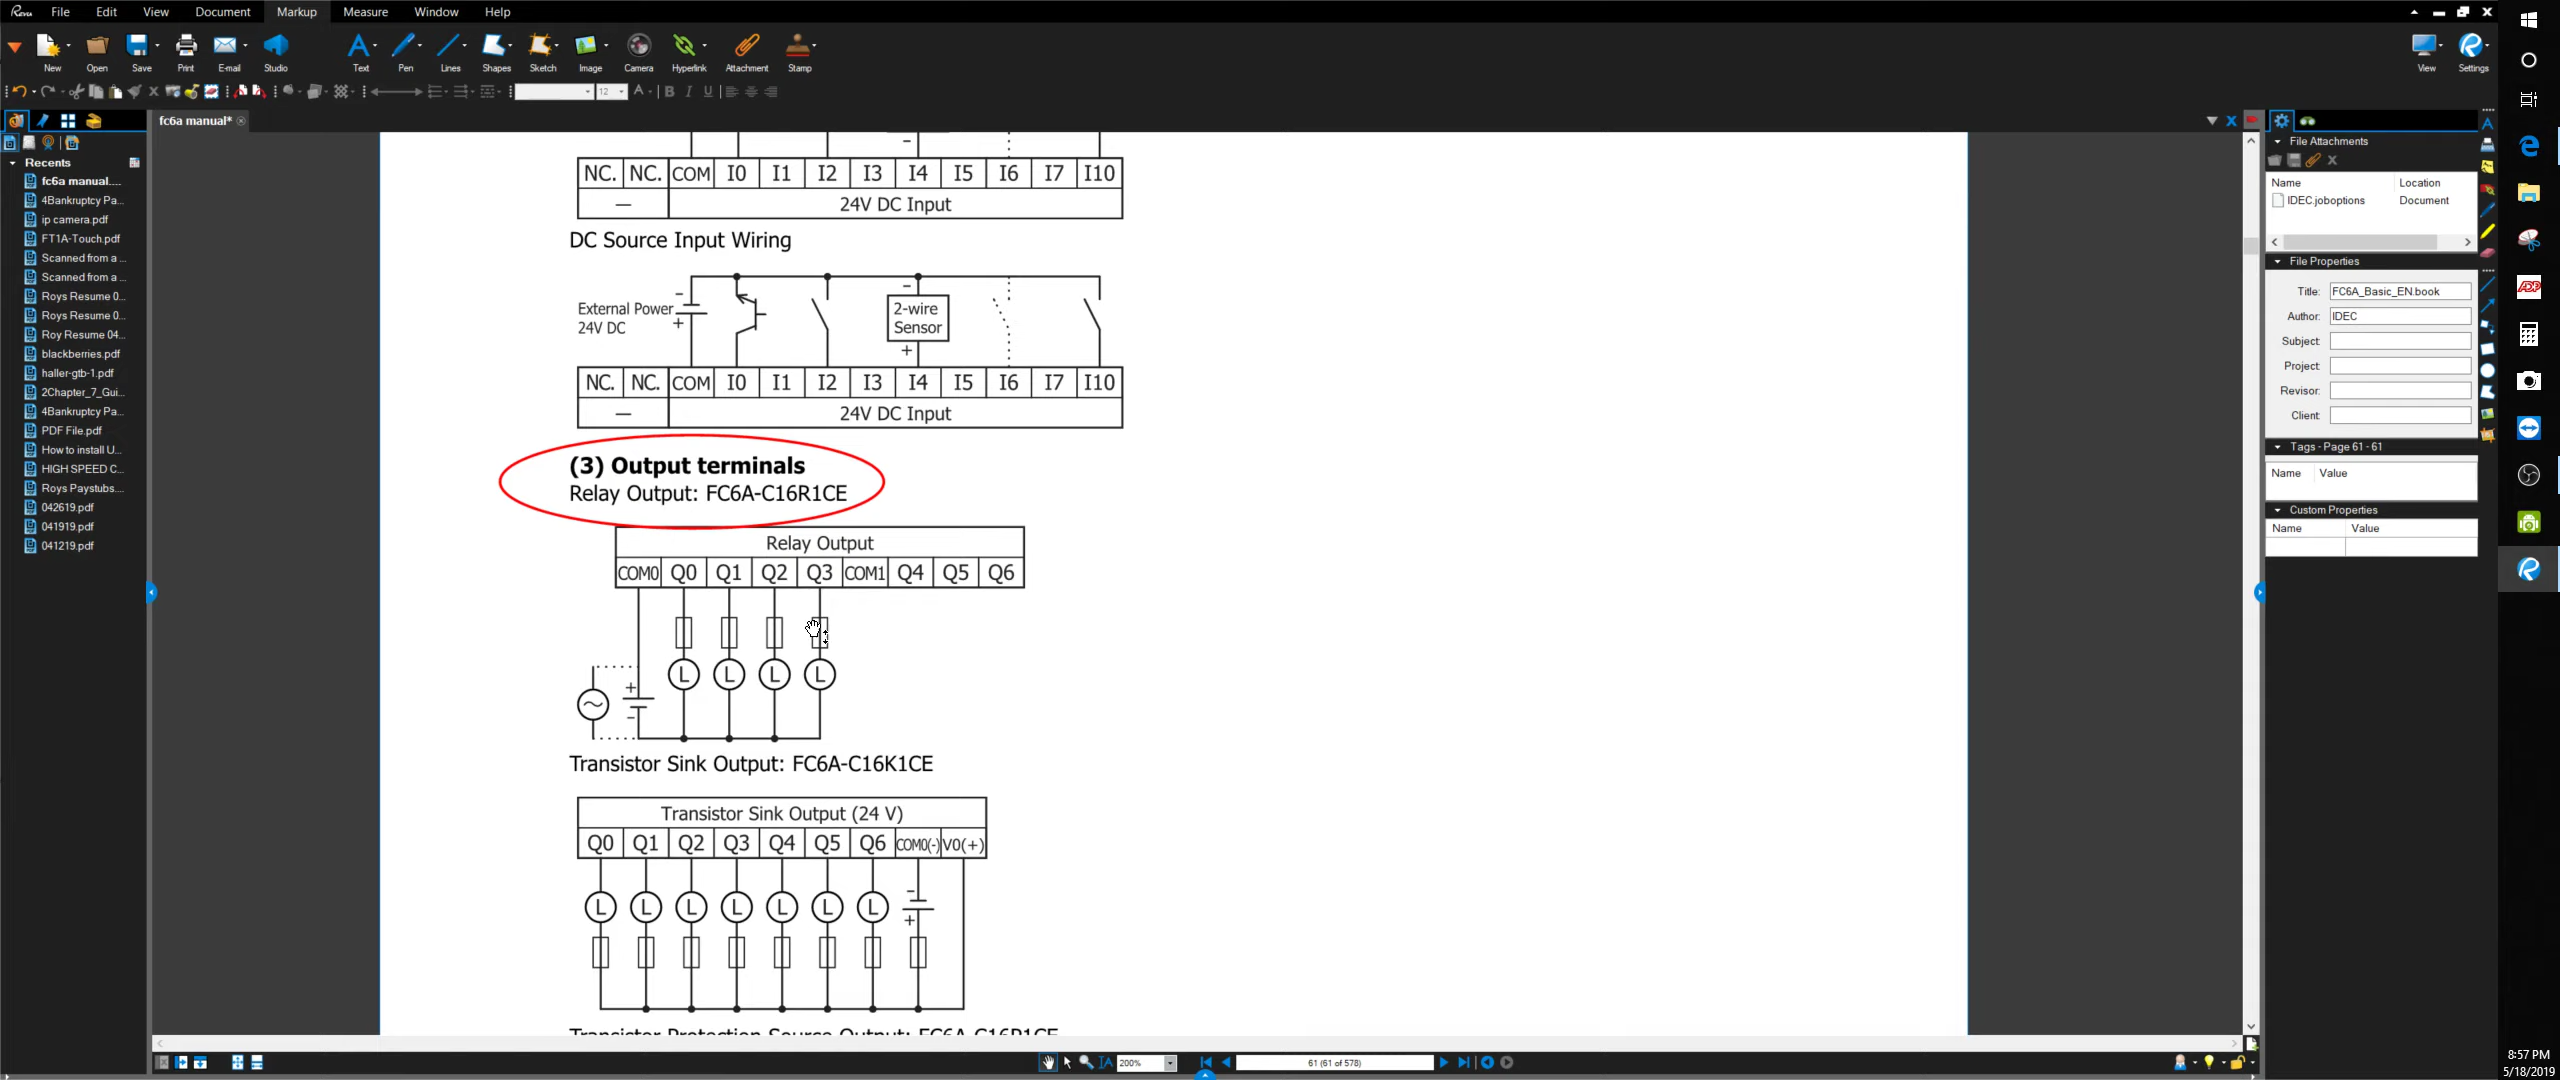 Revu File Edit View Document Markup Measure Window Help
New Open Save Print E-mail Studio Text Pen Lines Shapes Sketch Image Camera Hyperlink Attachment Stamp View Settings
12 A B I U
fc6a manual*
Recents
fc6a manual....
4Bankruptcy Pa...
ip camera.pdf
FT1A-Touch.pdf
Scanned from a ...
Scanned from a ...
Roys Resume 0...
Roys Resume 0...
Roy Resume 04...
blackberries.pdf
haller-gtb-1.pdf
2Chapter_7_Gui...
4Bankruptcy Pa...
PDF File.pdf
How to install U...
HIGH SPEED C...
Roys Paystubs....
042619.pdf
041919.pdf
041219.pdf
-
NC. NC. COM I0 I1 I2 I3 I4 I5 I6 I7 I10
— 24V DC Input
DC Source Input Wiring
External Power
24V DC
- +
-
2-wire
Sensor
+
NC. NC. COM I0 I1 I2 I3 I4 I5 I6 I7 I10
— 24V DC Input
(3) Output terminals
Relay Output: FC6A-C16R1CE
Relay Output
COM0 Q0 Q1 Q2 Q3 COM1 Q4 Q5 Q6
L L L L
+
-
Transistor Sink Output: FC6A-C16K1CE
Transistor Sink Output (24 V)
Q0 Q1 Q2 Q3 Q4 Q5 Q6 COM0(-) V0(+)
-
L L L L L L L
+
File Attachments
Name Location
IDEC.joboptions Document
File Properties
Title: FC6A_Basic_EN.book
Author: IDEC
Subject:
Project:
Revisor:
Client:
Tags - Page 61 - 61
Name Value
Custom Properties
Name Value
ADP
200% 61 (61 of 578)
8:57 PM
5/18/2019